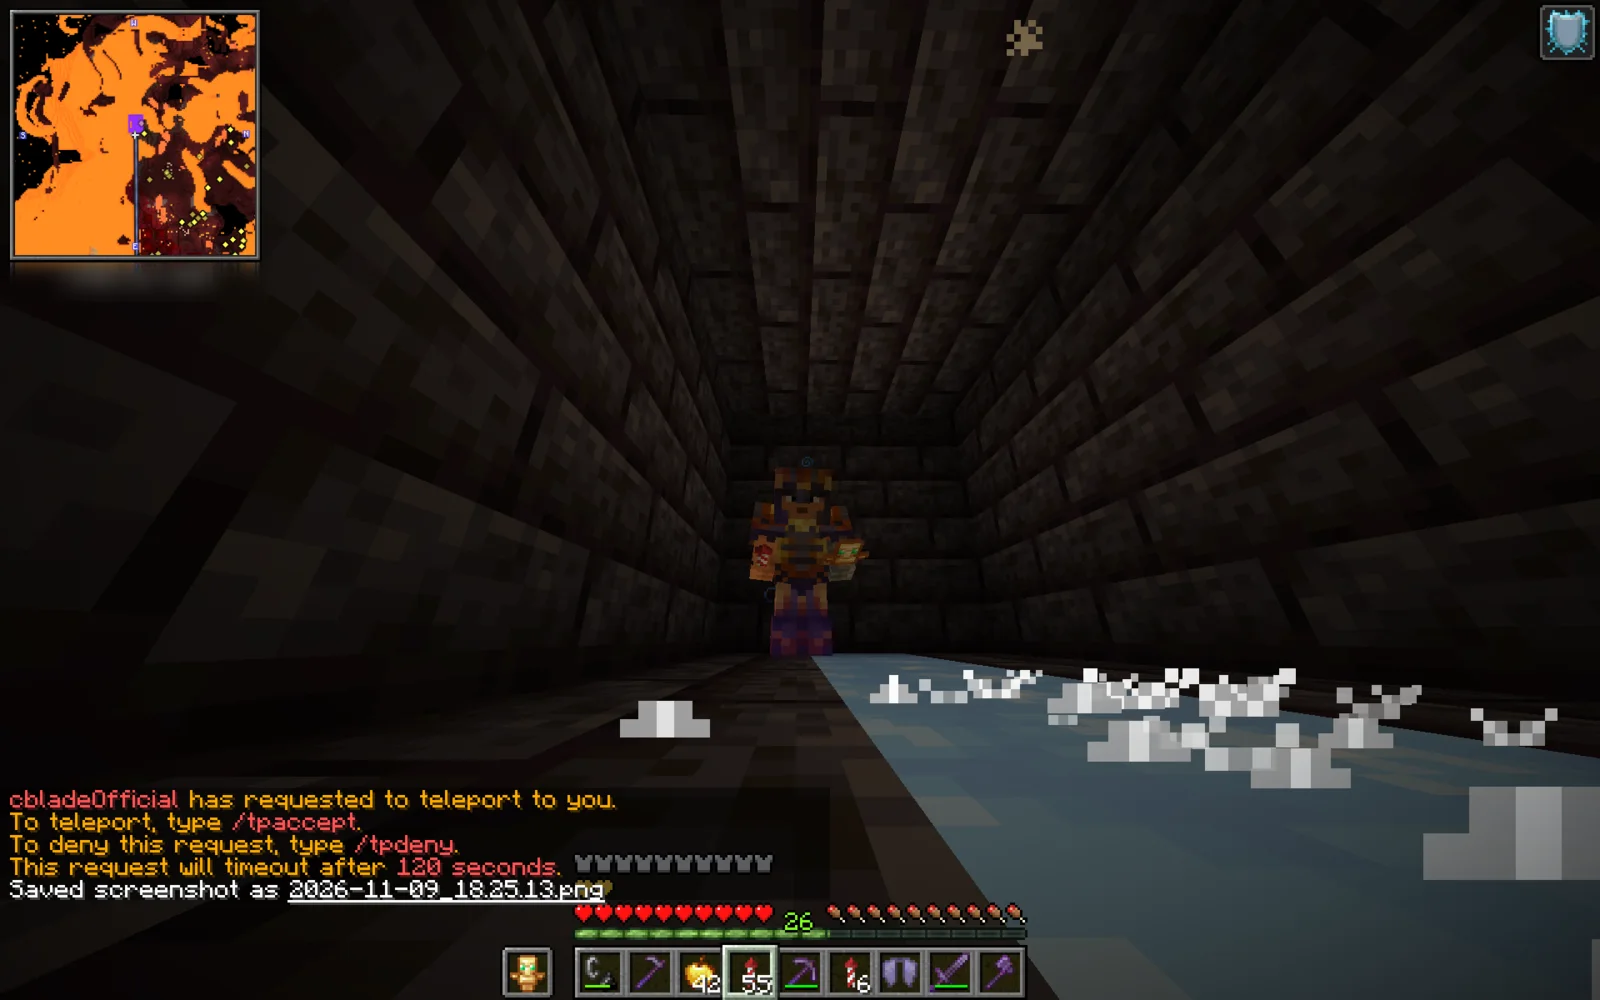 cbladeOfficial has requested to teleport to you.
To teleport, type /tpaccept.
To deny this request, type /tpdeny.
This request will timeout after 120 seconds.
Saved screenshot as 2026-11-09_18.25.13.png
26
42
55
6